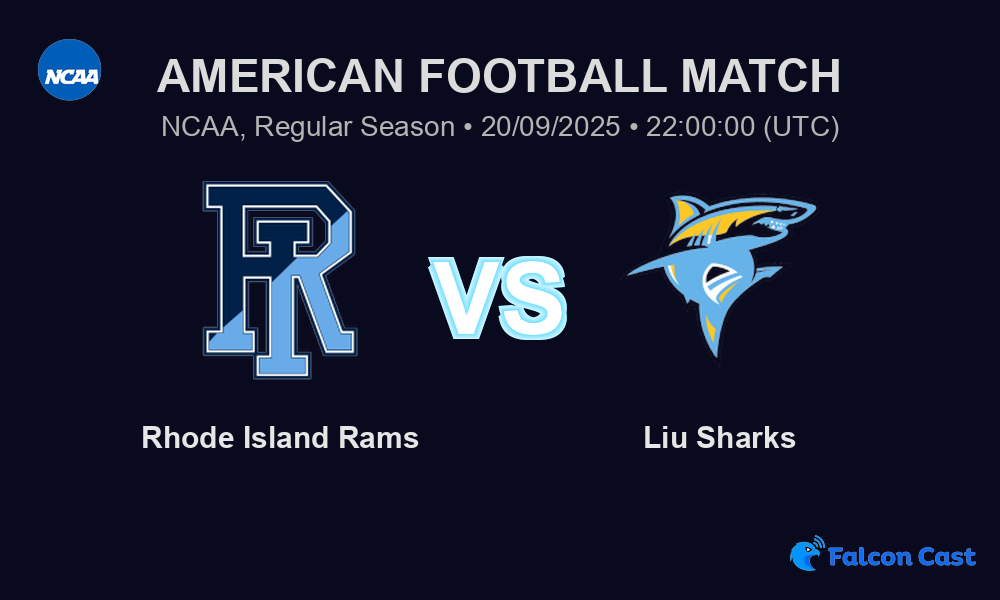 NCAA
AMERICAN FOOTBALL MATCH
NCAA, Regular Season • 20/09/2025 • 22:00:00 (UTC)
RI
VS
Rhode Island Rams
Liu Sharks
Falcon Cast